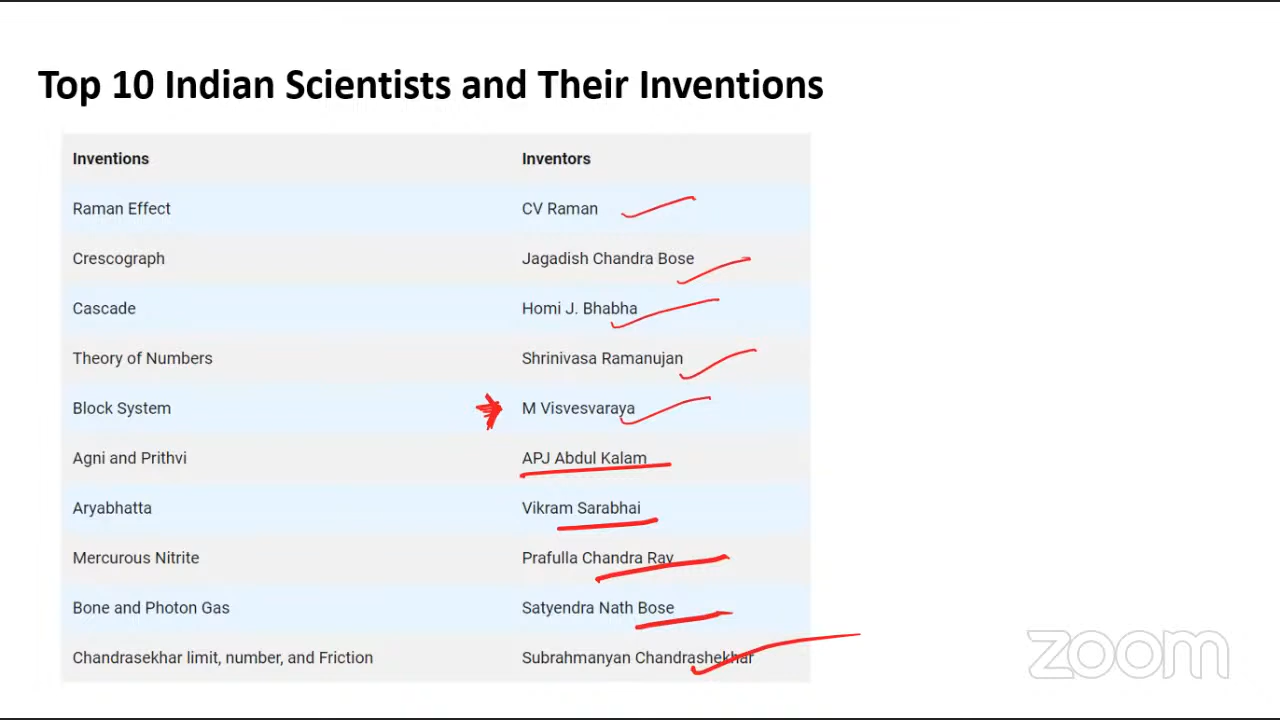 Top 10 Indian Scientists and Their Inventions
Inventions Inventors
Raman Effect CV Raman
Crescograph Jagadish Chandra Bose
Cascade Homi J. Bhabha
Theory of Numbers Shrinivasa Ramanujan
Block System M Visvesvaraya
Agni and Prithvi APJ Abdul Kalam
Aryabhatta Vikram Sarabhai
Mercurous Nitrite Prafulla Chandra Ray
Bone and Photon Gas Satyendra Nath Bose
Chandrasekhar limit, number, and Friction Subrahmanyan Chandrashekhar
zoom